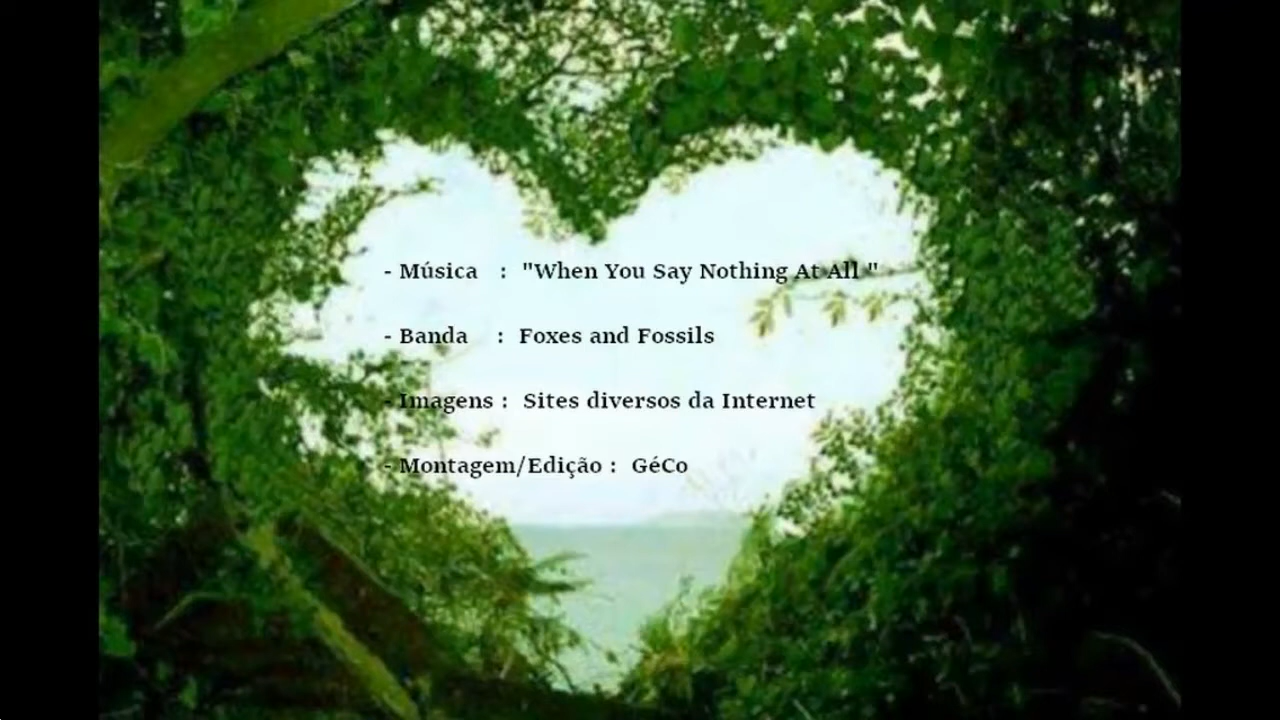 - Música : "When You Say Nothing At All "
- Banda : Foxes and Fossils
- Imagens : Sites diversos da Internet
- Montagem/Edição : GéCo